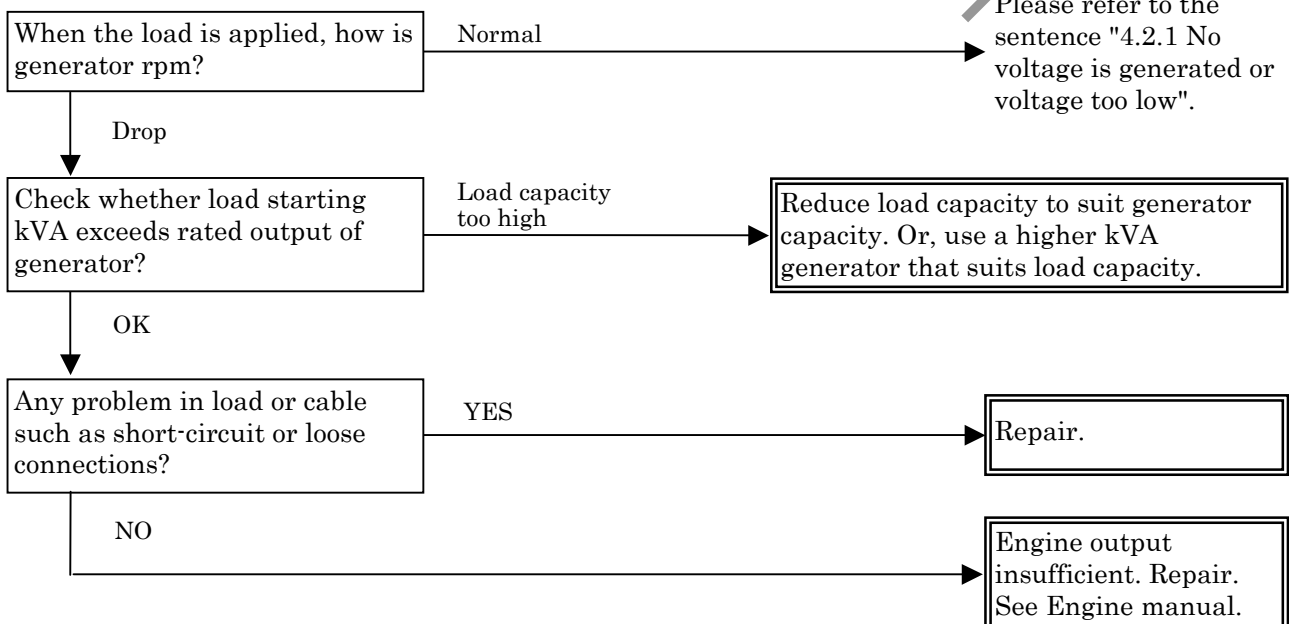 Please refer to the
sentence "4.2.1 No
voltage is generated or
voltage too low".
When the load is applied, how is
generator rpm?
Normal
Drop
Check whether load starting
kVA exceeds rated output of
generator?
Load capacity
too high
Reduce load capacity to suit generator
capacity. Or, use a higher kVA
generator that suits load capacity.
OK
Any problem in load or cable
such as short-circuit or loose
connections?
YES
Repair.
NO
Engine output
insufficient. Repair.
See Engine manual.